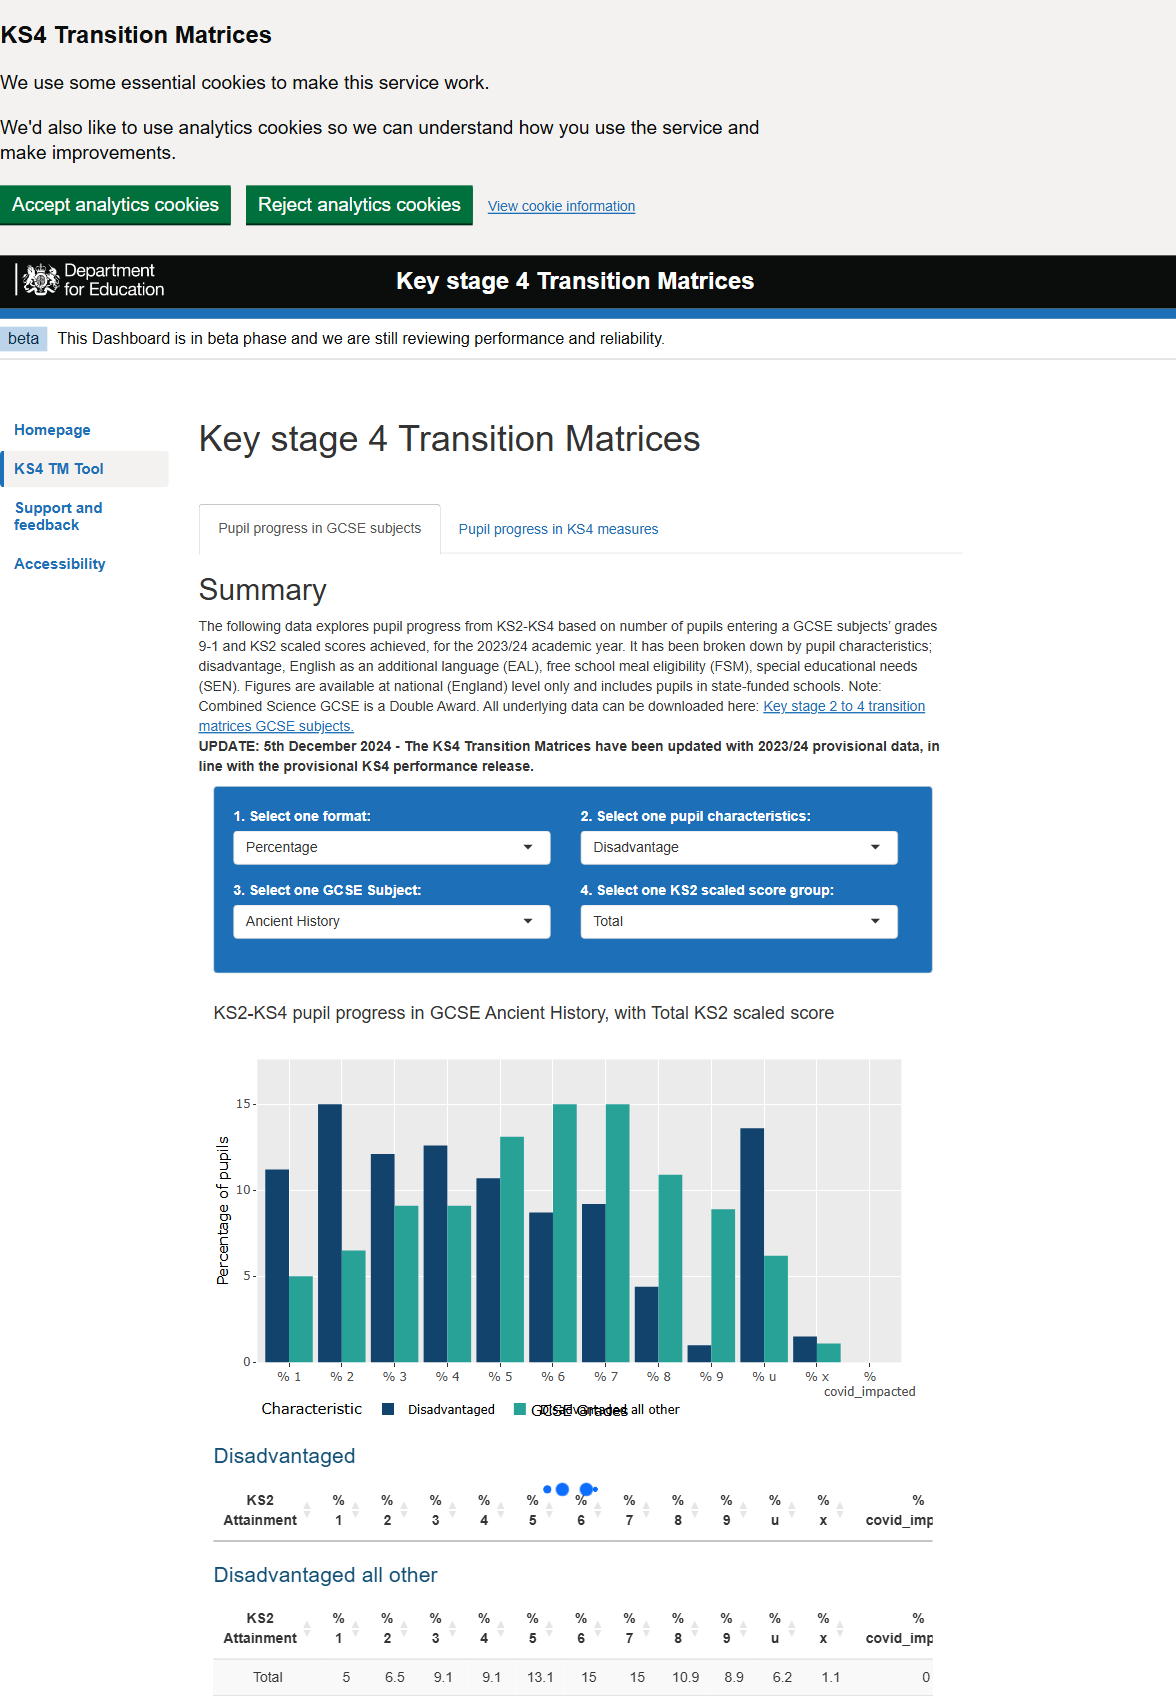 KS4 Transition Matrices
We use some essential cookies to make this service work.
We'd also like to use analytics cookies so we can understand how you use the service and
make improvements.
Accept analytics cookies Reject analytics cookies View cookie information
Department
for Education
Key stage 4 Transition Matrices
beta This Dashboard is in beta phase and we are still reviewing performance and reliability.
Homepage
KS4 TM Tool
Support and
feedback
Accessibility
Key stage 4 Transition Matrices
Pupil progress in GCSE subjects Pupil progress in KS4 measures
Summary
The following data explores pupil progress from KS2-KS4 based on number of pupils entering a GCSE subjects' grades
9-1 and KS2 scaled scores achieved, for the 2023/24 academic year. It has been broken down by pupil characteristics;
disadvantage, English as an additional language (EAL), free school meal eligibility (FSM), special educational needs
(SEN). Figures are available at national (England) level only and includes pupils in state-funded schools. Note:
Combined Science GCSE is a Double Award. All underlying data can be downloaded here: Key stage 2 to 4 transition
matrices GCSE subjects.
UPDATE: 5th December 2024 - The KS4 Transition Matrices have been updated with 2023/24 provisional data, in
line with the provisional KS4 performance release.
1. Select one format: 2. Select one pupil characteristics:
Percentage Disadvantage
3. Select one GCSE Subject: 4. Select one KS2 scaled score group:
Ancient History Total
KS2-KS4 pupil progress in GCSE Ancient History, with Total KS2 scaled score
Percentage of pupils
15
10
5
0
% 1 % 2 % 3 % 4 % 5 % 6 % 7 % 8 % 9 % u % x %
covid_impacted
Characteristic Disadvantaged Disadvantaged all other
GCSE Grades
Disadvantaged
KS2 % % % % % % % % % % % %
Attainment 1 2 3 4 5 6 7 8 9 u x covid_imp
Disadvantaged all other
KS2 % % % % % % % % % % % %
Attainment 1 2 3 4 5 6 7 8 9 u x covid_imp
Total 5 6.5 9.1 9.1 13.1 15 15 10.9 8.9 6.2 1.1 0